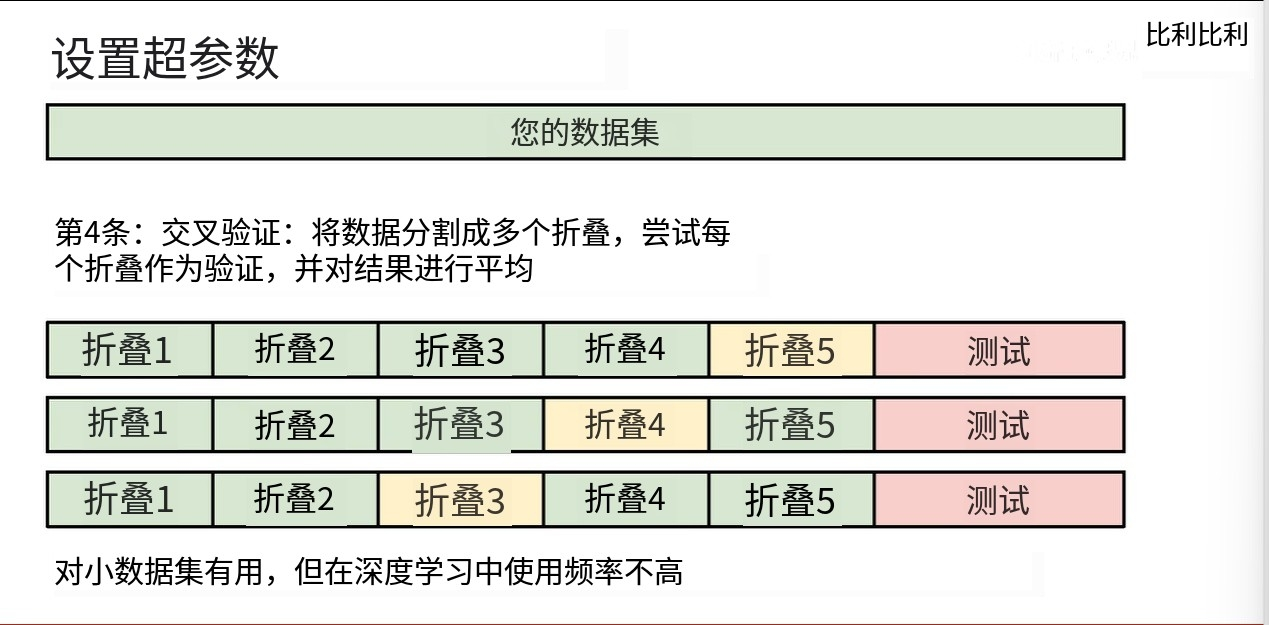 比利比利
设置超参数
您的数据集
第4条：交叉验证：将数据分割成多个折叠，尝试每
个折叠作为验证，并对结果进行平均
折叠1 折叠2 折叠3 折叠4 折叠5 测试
折叠1 折叠2 折叠3 折叠4 折叠5 测试
折叠1 折叠2 折叠3 折叠4 折叠5 测试
对小数据集有用，但在深度学习中使用频率不高